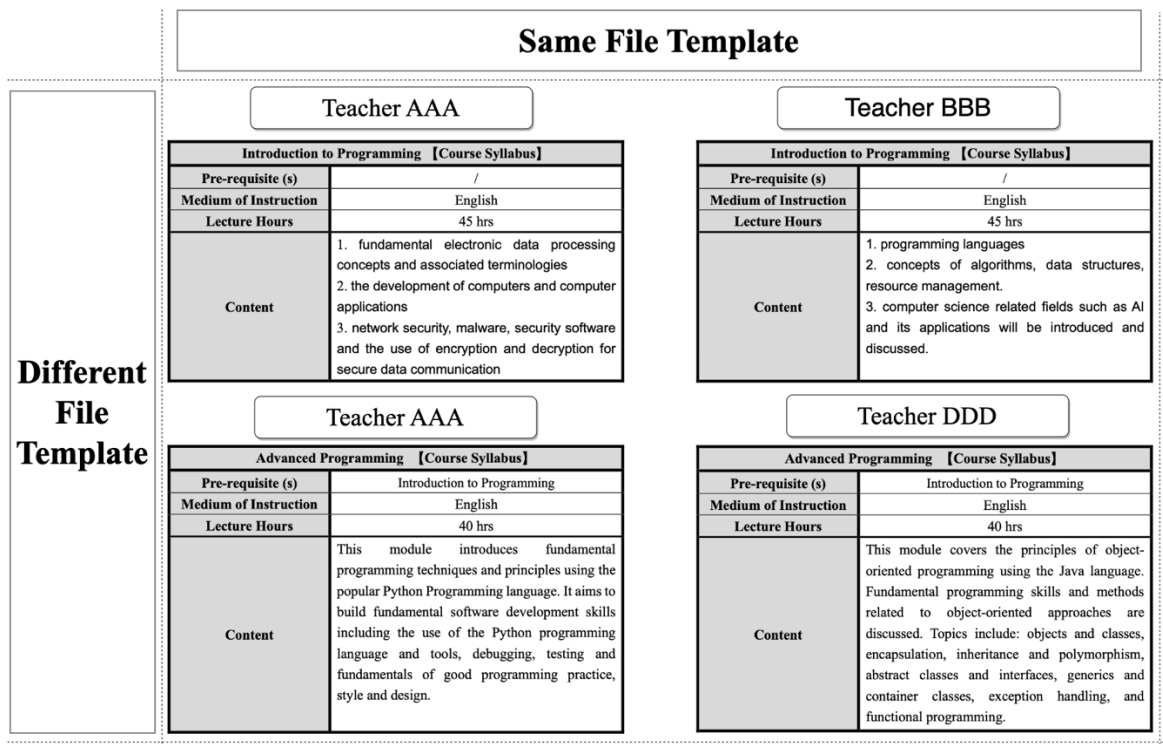 Same File Template
Different
File
Template
Teacher AAA
Introduction to Programming 【Course Syllabus】
Pre-requisite (s)
/
Medium of Instruction
English
Lecture Hours
45 hrs
Content
1. fundamental electronic data processing
concepts and associated terminologies
2. the development of computers and computer
applications
3. network security, malware, security software
and the use of encryption and decryption for
secure data communication
Teacher BBB
Introduction to Programming 【Course Syllabus】
Pre-requisite (s)
/
Medium of Instruction
English
Lecture Hours
45 hrs
Content
1. programming languages
2. concepts of algorithms, data structures,
resource management.
3. computer science related fields such as AI
and its applications will be introduced and
discussed.
Teacher AAA
Advanced Programming 【Course Syllabus】
Pre-requisite (s)
Introduction to Programming
Medium of Instruction
English
Lecture Hours
40 hrs
Content
This module introduces fundamental
programming techniques and principles using the
popular Python Programming language. It aims to
build fundamental software development skills
including the use of the Python programming
language and tools, debugging, testing and
fundamentals of good programming practice,
style and design.
Teacher DDD
Advanced Programming 【Course Syllabus】
Pre-requisite (s)
Introduction to Programming
Medium of Instruction
English
Lecture Hours
40 hrs
Content
This module covers the principles of object-
oriented programming using the Java language.
Fundamental programming skills and methods
related to object-oriented approaches are
discussed. Topics include: objects and classes,
encapsulation, inheritance and polymorphism,
abstract classes and interfaces, generics and
container classes, exception handling, and
functional programming.